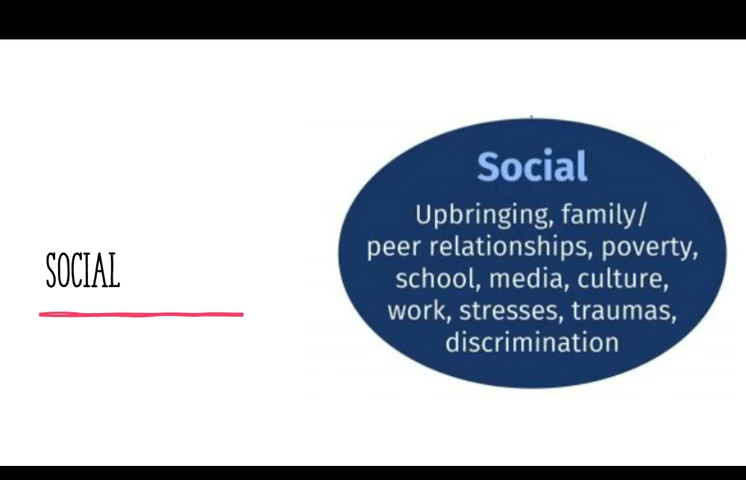 SOCIAL
Social
Upbringing, family/
peer relationships, poverty,
school, media, culture,
work, stresses, traumas,
discrimination